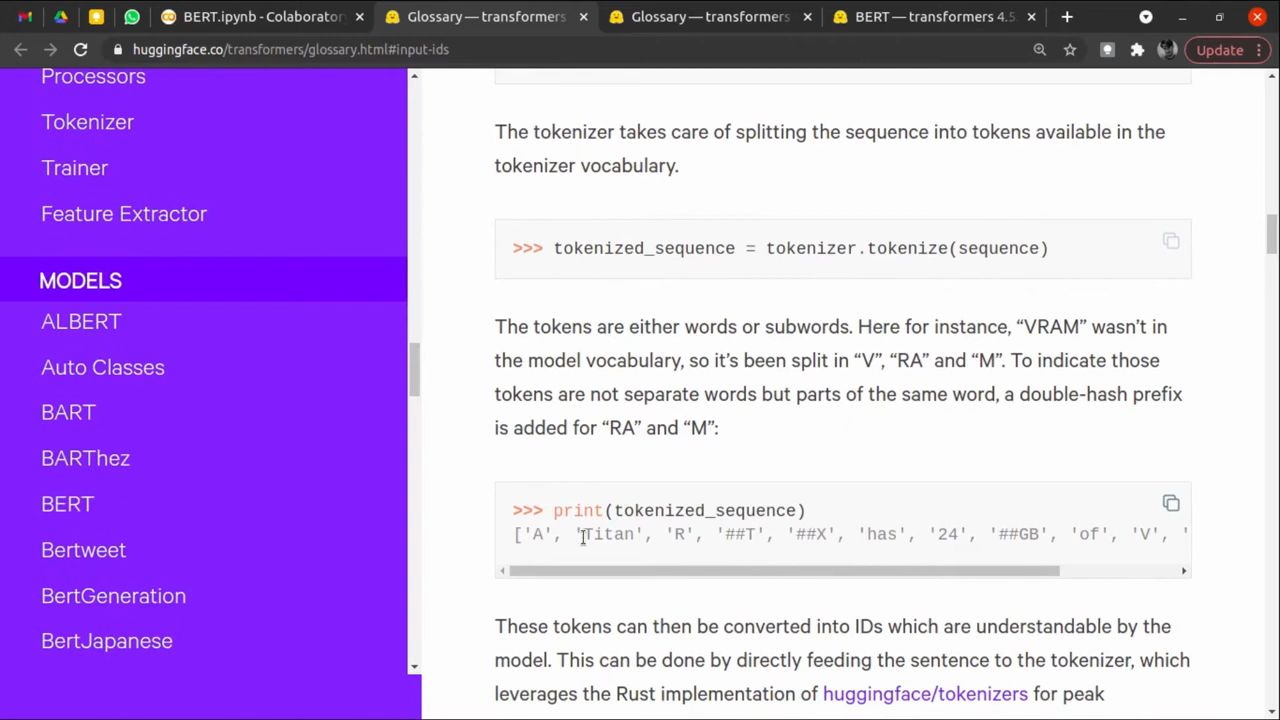 BERT.ipynb - Colaboratory
Glossary — transformers
Glossary — transformers
BERT — transformers 4.5.
huggingface.co/transformers/glossary.html#input-ids
Update
Processors
Tokenizer
Trainer
Feature Extractor
MODELS
ALBERT
Auto Classes
BART
BARThez
BERT
Bertweet
BertGeneration
BertJapanese
The tokenizer takes care of splitting the sequence into tokens available in the
tokenizer vocabulary.
>>> tokenized_sequence = tokenizer.tokenize(sequence)
The tokens are either words or subwords. Here for instance, “VRAM” wasn’t in
the model vocabulary, so it’s been split in “V”, “RA” and “M”. To indicate those
tokens are not separate words but parts of the same word, a double-hash prefix
is added for “RA” and “M”:
>>> print(tokenized_sequence)
['A', 'Titan', 'R', '##T', '##X', 'has', '24', '##GB', 'of', 'V', '
These tokens can then be converted into IDs which are understandable by the
model. This can be done by directly feeding the sentence to the tokenizer, which
leverages the Rust implementation of huggingface/tokenizers for peak